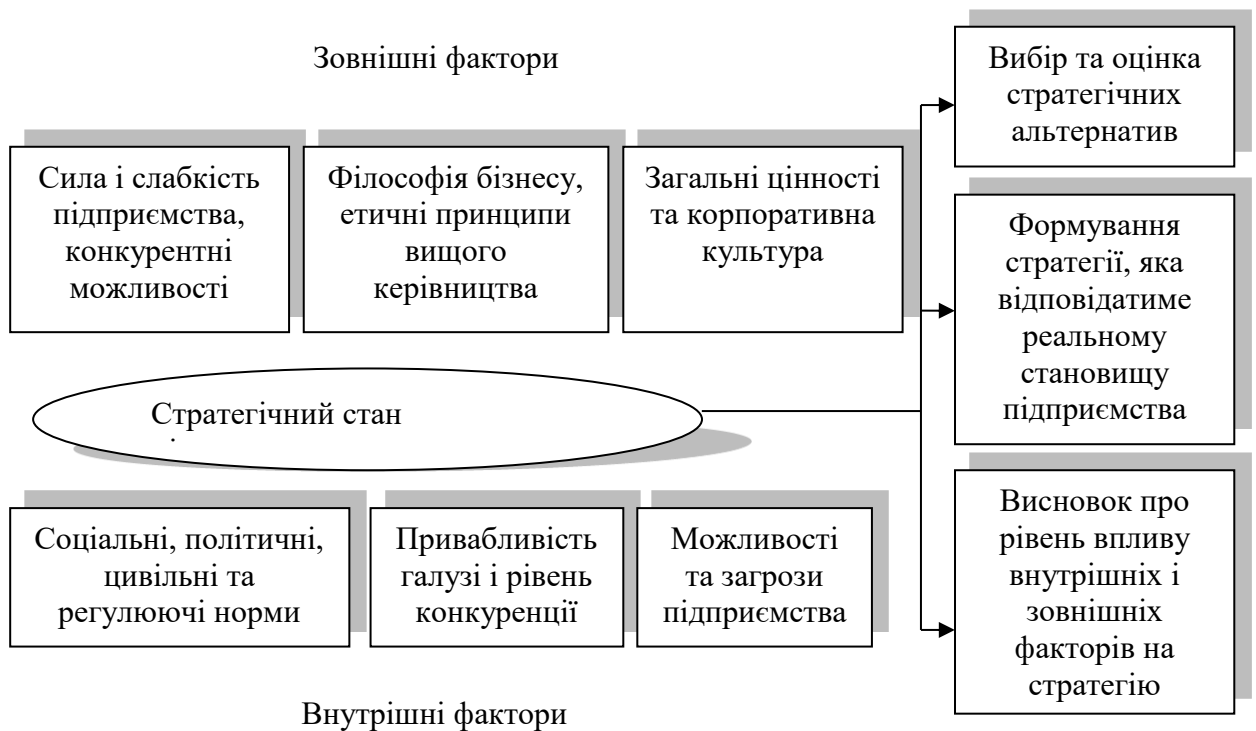 Зовнішні фактори
Сила і слабкість
підприємства,
конкурентні
можливості
Філософія бізнесу,
етичні принципи
вищого
керівництва
Загальні цінності
та корпоративна
культура
Стратегічний стан
Соціальні, політичні,
цивільні та
регулюючі норми
Привабливість
галузі і рівень
конкуренції
Можливості
та загрози
підприємства
Внутрішні фактори
Вибір та оцінка
стратегічних
альтернатив
Формування
стратегії, яка
відповідатиме
реальному
становищу
підприємства
Висновок про
рівень впливу
внутрішніх і
зовнішніх
факторів на
стратегію